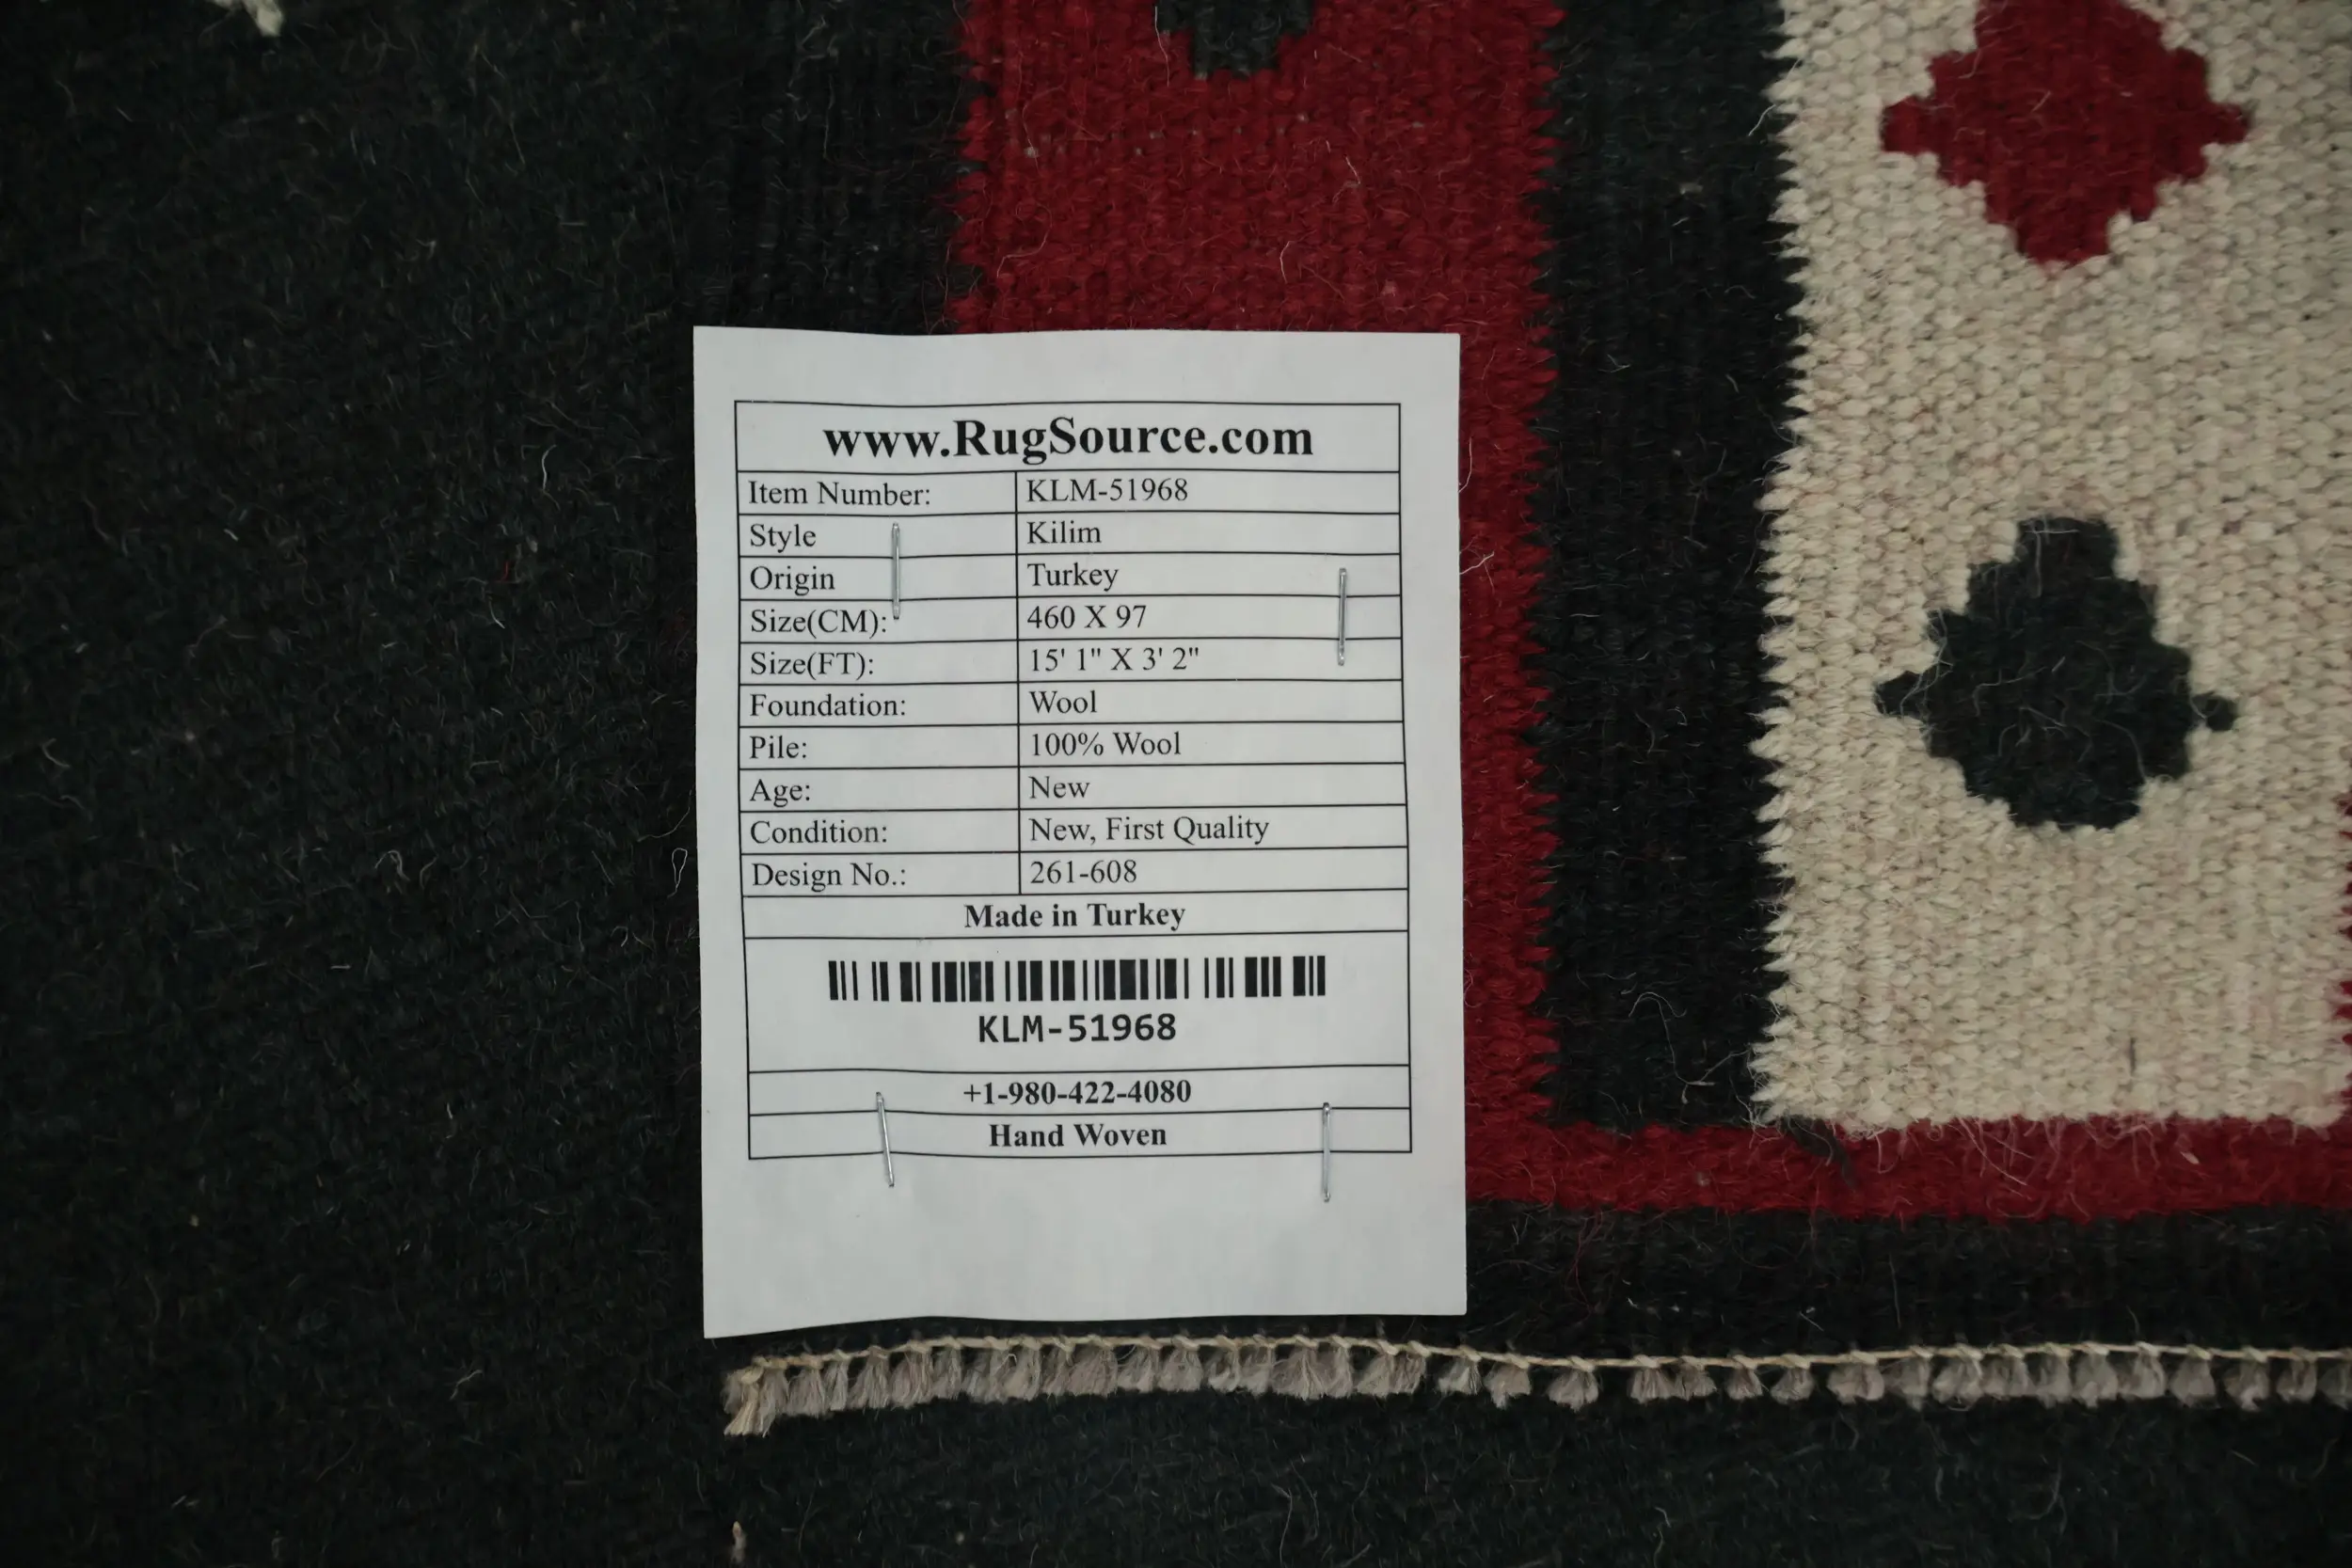 www.RugSource.com
Item Number: KLM-51968
Style Kilim
Origin Turkey
Size(CM): 460 X 97
Size(FT): 15' 1" X 3' 2"
Foundation: Wool
Pile: 100% Wool
Age: New
Condition: New, First Quality
Design No.: 261-608
Made in Turkey
KLM-51968
+1-980-422-4080
Hand Woven